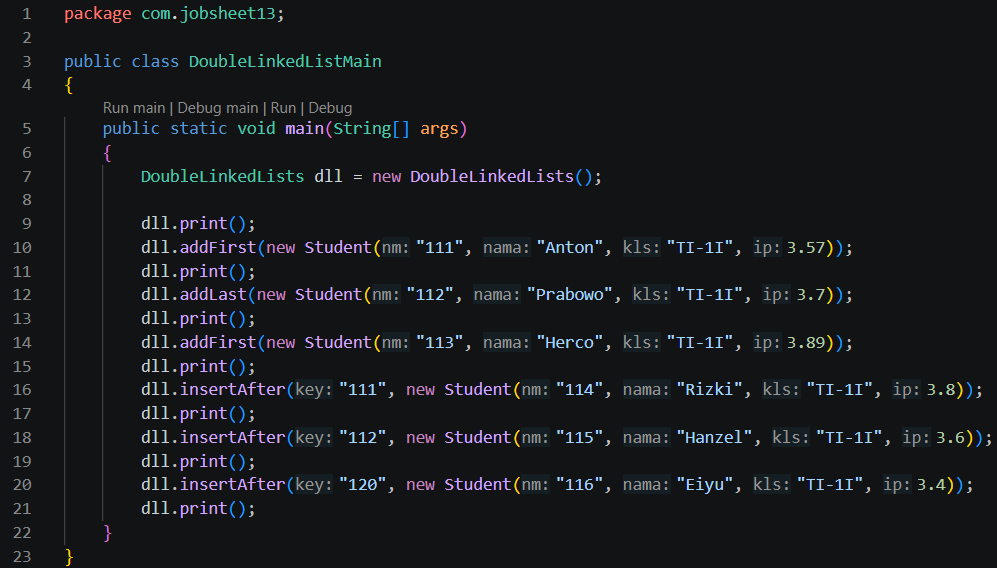 1 package com.jobsheet13;
2
3 public class DoubleLinkedListMain
4 {
Run main | Debug main | Run | Debug
5     public static void main(String[] args)
6     {
7         DoubleLinkedLists dll = new DoubleLinkedLists();
8
9         dll.print();
10         dll.addFirst(new Student(nm: "111", nama: "Anton", kls: "TI-1I", ip: 3.57));
11         dll.print();
12         dll.addLast(new Student(nm: "112", nama: "Prabowo", kls: "TI-1I", ip: 3.7));
13         dll.print();
14         dll.addFirst(new Student(nm: "113", nama: "Herco", kls: "TI-1I", ip: 3.89));
15         dll.print();
16         dll.insertAfter(key: "111", new Student(nm: "114", nama: "Rizki", kls: "TI-1I", ip: 3.8));
17         dll.print();
18         dll.insertAfter(key: "112", new Student(nm: "115", nama: "Hanzel", kls: "TI-1I", ip: 3.6));
19         dll.print();
20         dll.insertAfter(key: "120", new Student(nm: "116", nama: "Eiyu", kls: "TI-1I", ip: 3.4));
21         dll.print();
22     }
23 }